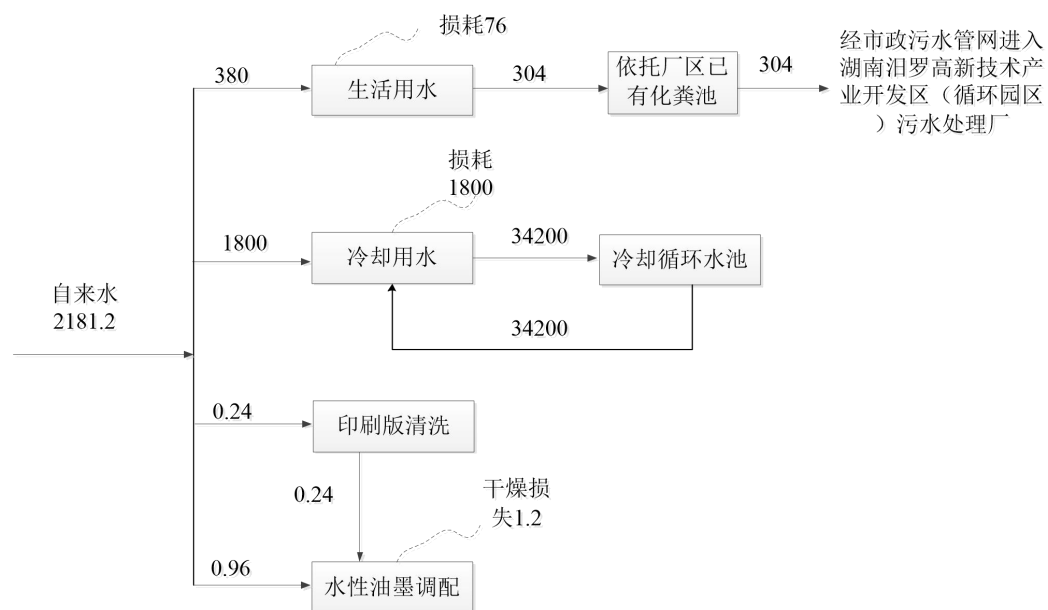 损耗76
380
生活用水
304
依托厂区已
有化粪池
304
经市政污水管网进入
湖南汨罗高新技术产
业开发区（循环园区
）污水处理厂
损耗
1800
1800
冷却用水
34200
冷却循环水池
34200
自来水
2181.2
0.24
印刷版清洗
0.24
干燥损
失1.2
0.96
水性油墨调配